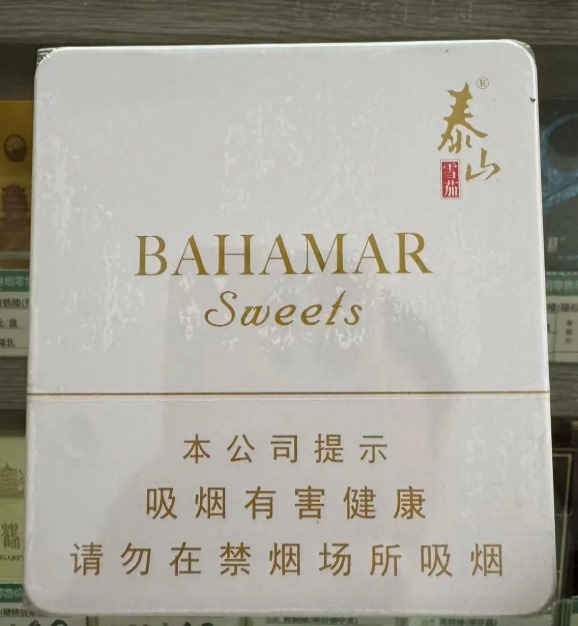 泰山®
雪茄
BAHAMAR
Sweets
本公司提示
吸烟有害健康
请勿在禁烟场所吸烟